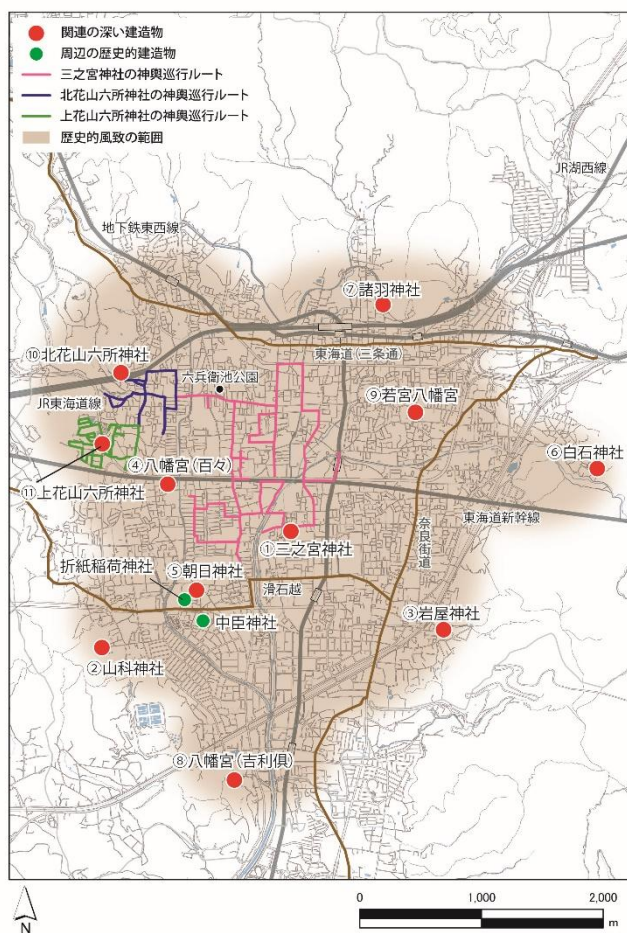 関連の深い建造物
周辺の歴史的建造物
三之宮神社の神輿巡行ルート
北花山六所神社の神輿巡行ルート
上花山六所神社の神輿巡行ルート
歴史的風致の範囲
JR湖西線
地下鉄東西線
⑦諸羽神社
東海道(三条通)
⑩北花山六所神社
六兵衛池公園
⑨若宮八幡宮
JR東海道線
④八幡宮(百々)
⑥白石神社
⑪上花山六所神社
東海道新幹線
奈良街道
①三之宮神社
折紙稲荷神社
⑤朝日神社
滑石越
中臣神社
③岩屋神社
②山科神社
⑧八幡宮(吉利倶)
N
0 1,000 2,000
m